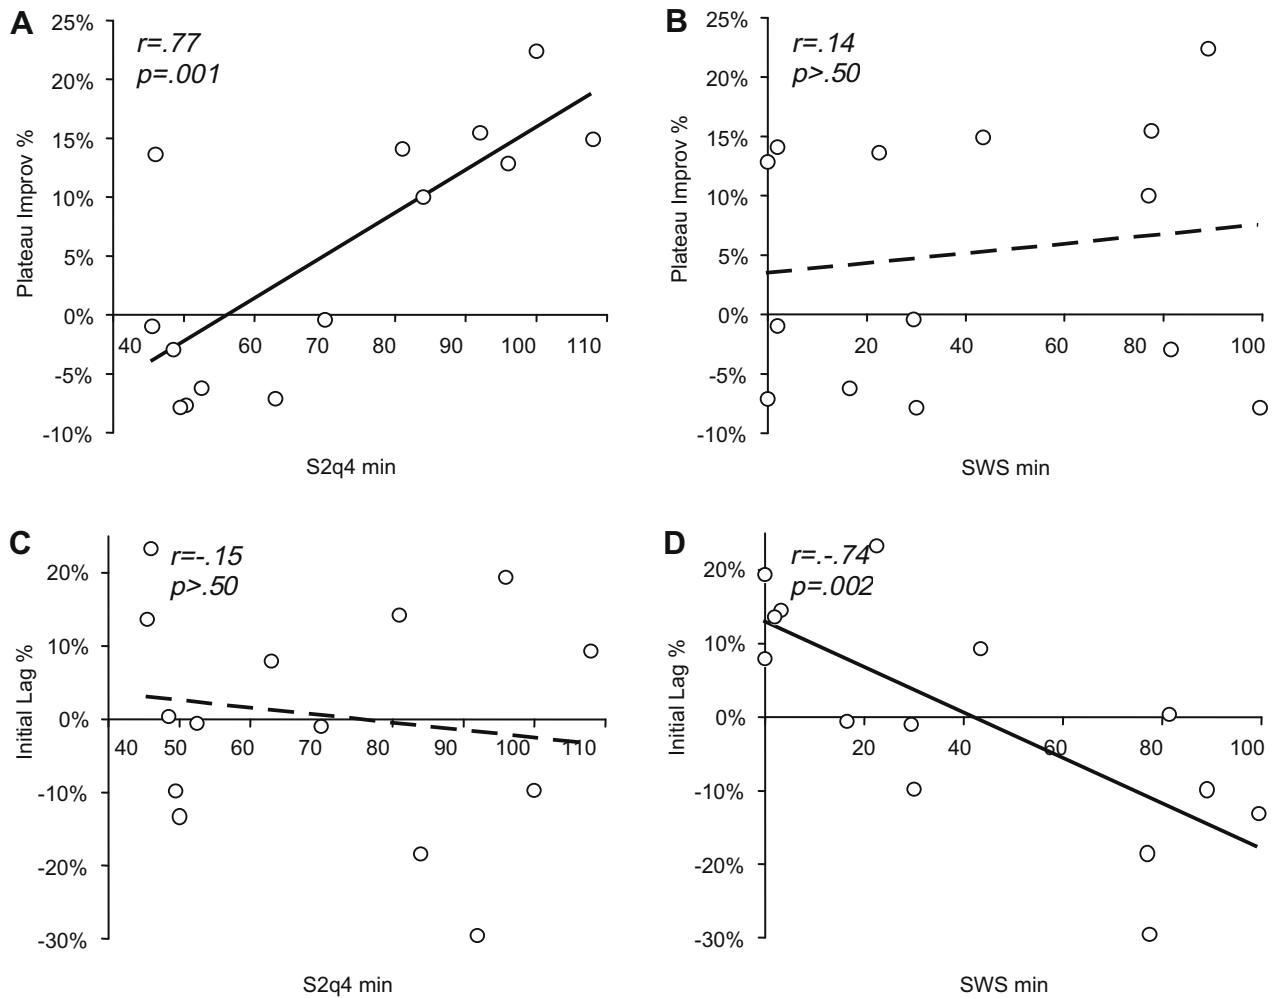 A
r=.77
p=.001
25%
20%
15%
10%
5%
0%
-5%
-10%
Plateau Improv %
40 60 70 80 90 100 110
S2q4 min
B
r=.14
p>.50
25%
20%
15%
10%
5%
0%
-5%
-10%
Plateau Improv %
20 40 60 80 100
SWS min
C
r=-.15
p>.50
20%
10%
0%
-10%
-20%
-30%
Initial Lag %
40 50 60 70 80 90 100 110
S2q4 min
D
r=.-.74
p=.002
20%
10%
0%
-10%
-20%
-30%
Initial Lag %
20 40 60 80 100
SWS min